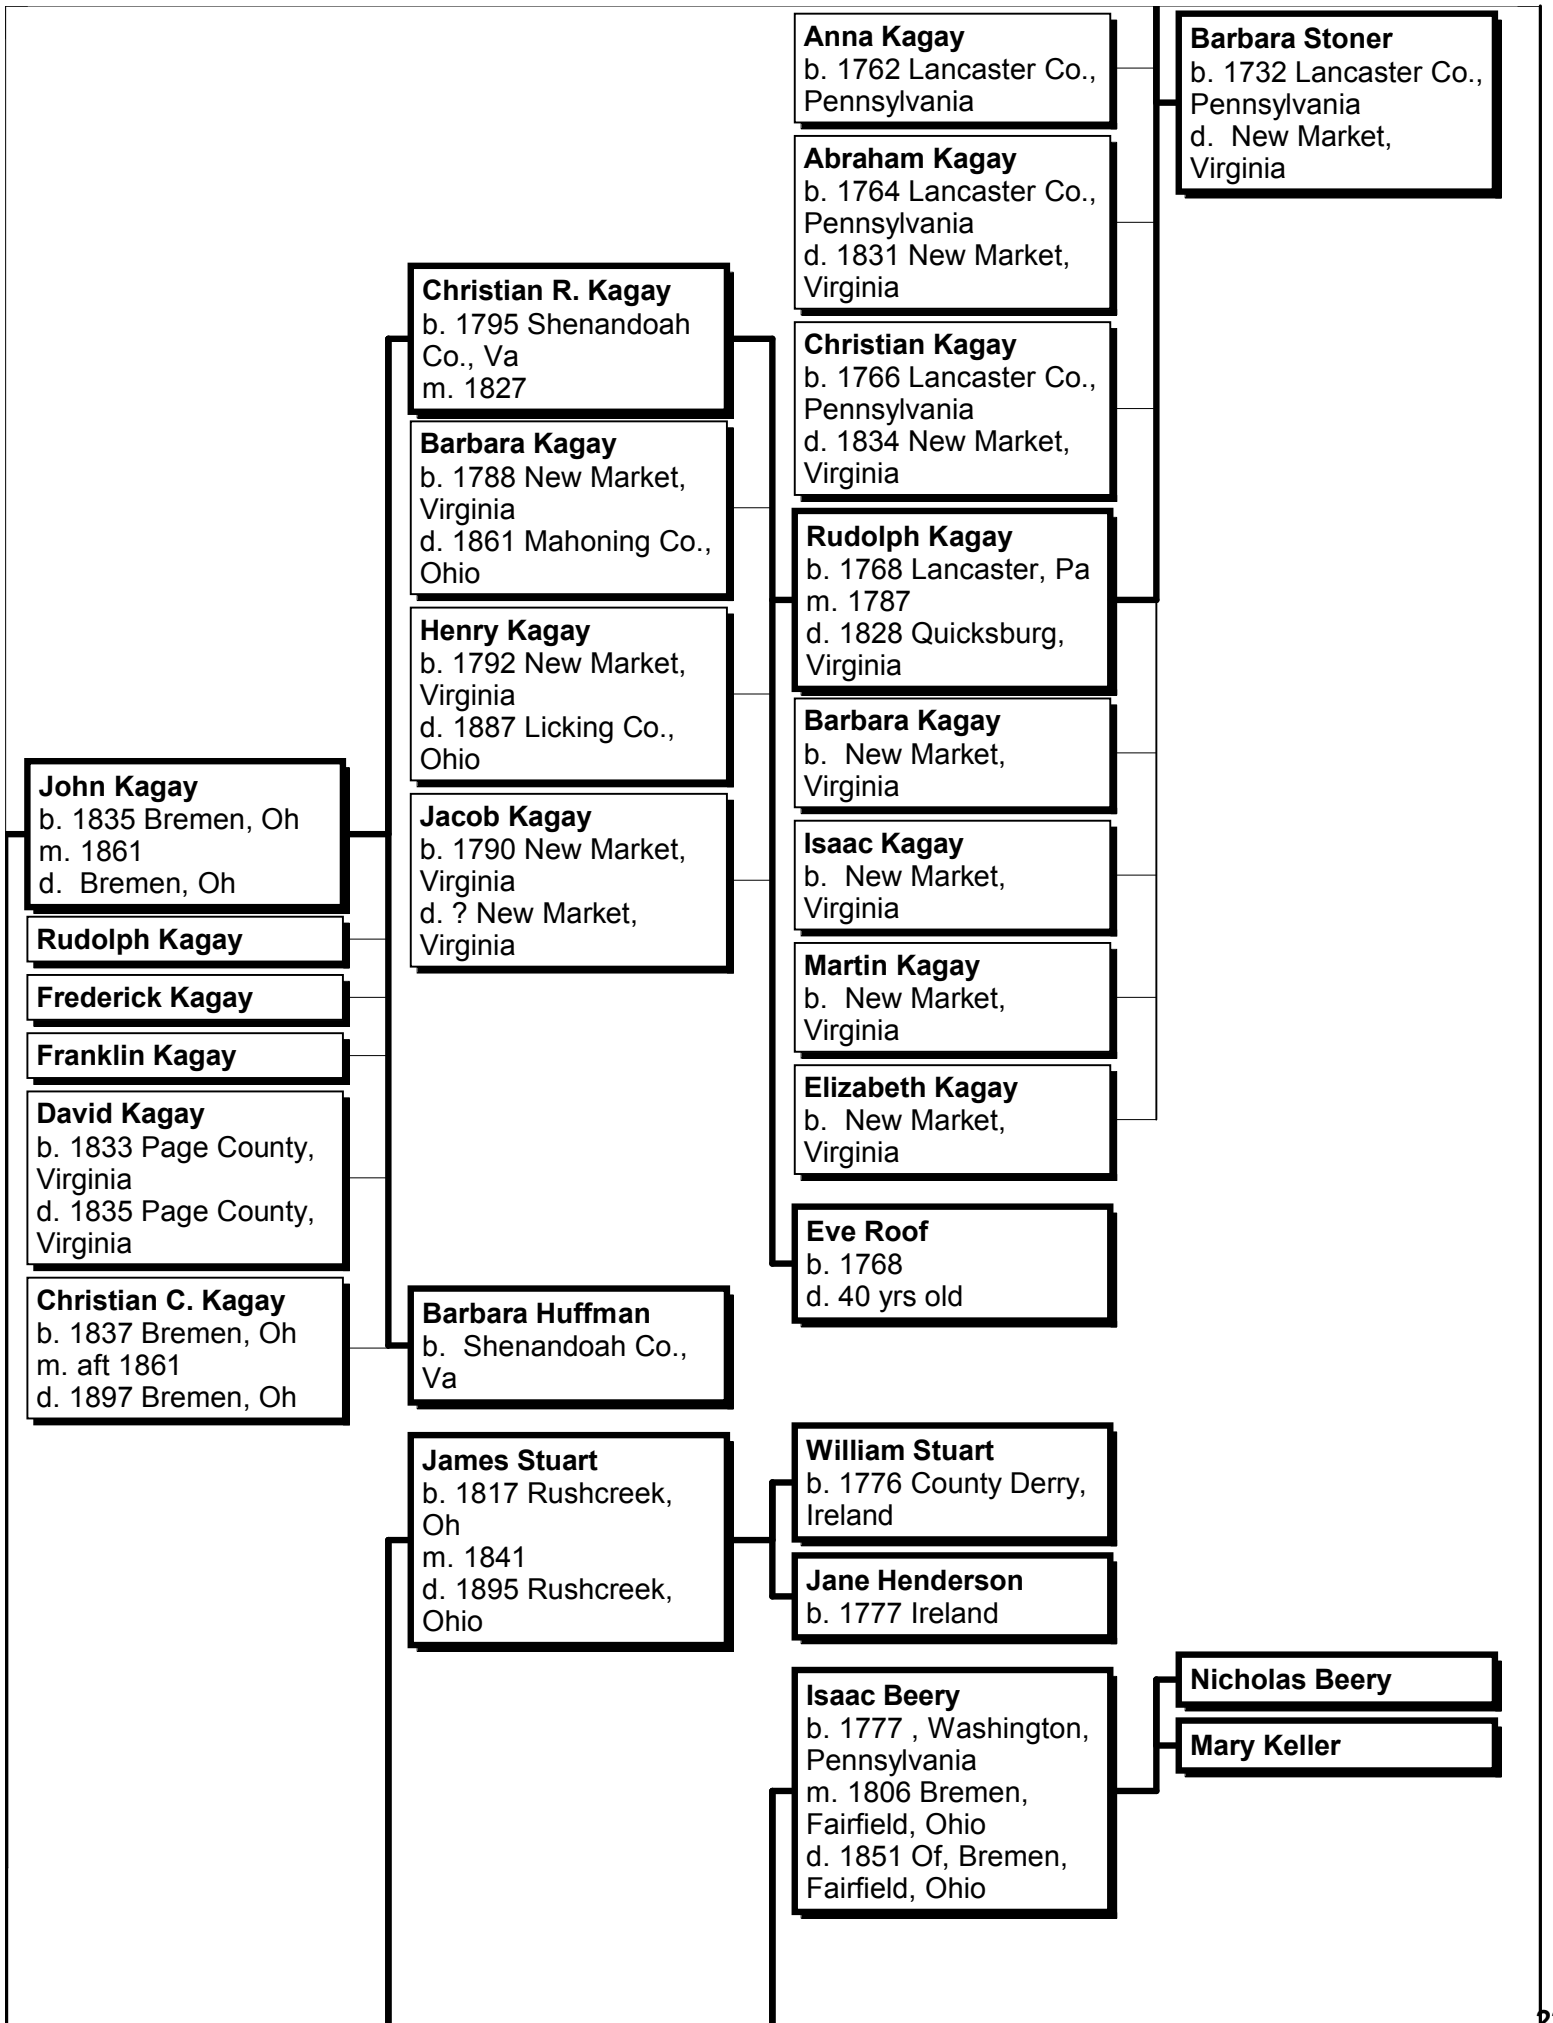 Anna Kagay
b. 1762 Lancaster Co.,
Pennsylvania
Barbara Stoner
b. 1732 Lancaster Co.,
Pennsylvania
d.  New Market,
Virginia
Abraham Kagay
b. 1764 Lancaster Co.,
Pennsylvania
d. 1831 New Market,
Virginia
Christian R. Kagay
b. 1795 Shenandoah
Co., Va
m. 1827
Christian Kagay
b. 1766 Lancaster Co.,
Pennsylvania
d. 1834 New Market,
Virginia
Barbara Kagay
b. 1788 New Market,
Virginia
d. 1861 Mahoning Co.,
Ohio
Rudolph Kagay
b. 1768 Lancaster, Pa
m. 1787
d. 1828 Quicksburg,
Virginia
Henry Kagay
b. 1792 New Market,
Virginia
d. 1887 Licking Co.,
Ohio
Barbara Kagay
b.  New Market,
Virginia
John Kagay
b. 1835 Bremen, Oh
m. 1861
d.  Bremen, Oh
Jacob Kagay
b. 1790 New Market,
Virginia
d. ? New Market,
Virginia
Isaac Kagay
b.  New Market,
Virginia
Rudolph Kagay
Martin Kagay
b.  New Market,
Virginia
Frederick Kagay
Franklin Kagay
Elizabeth Kagay
b.  New Market,
Virginia
David Kagay
b. 1833 Page County,
Virginia
d. 1835 Page County,
Virginia
Eve Roof
b. 1768
d. 40 yrs old
Christian C. Kagay
b. 1837 Bremen, Oh
m. aft 1861
d. 1897 Bremen, Oh
Barbara Huffman
b.  Shenandoah Co.,
Va
James Stuart
b. 1817 Rushcreek,
Oh
m. 1841
d. 1895 Rushcreek,
Ohio
William Stuart
b. 1776 County Derry,
Ireland
Jane Henderson
b. 1777 Ireland
Isaac Beery
b. 1777 , Washington,
Pennsylvania
m. 1806 Bremen,
Fairfield, Ohio
d. 1851 Of, Bremen,
Fairfield, Ohio
Nicholas Beery
Mary Keller